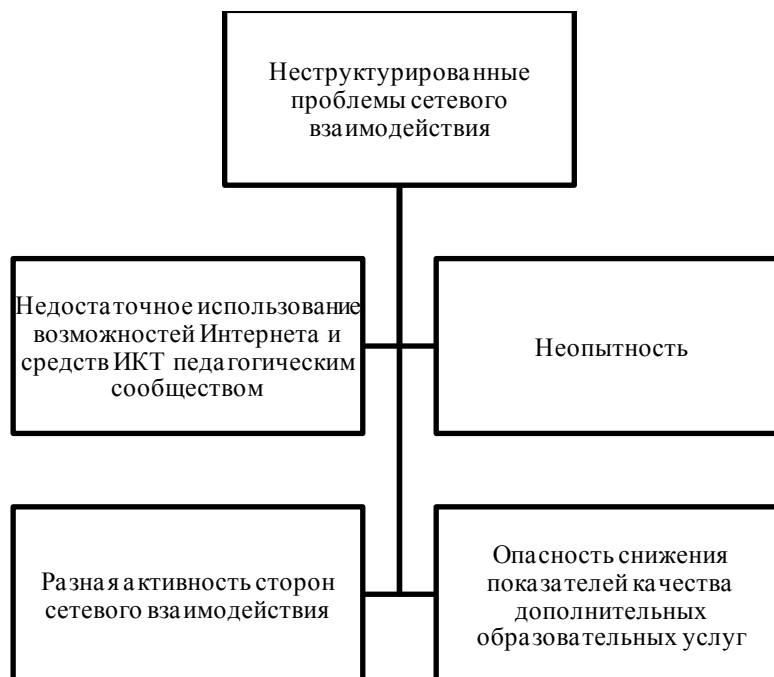 Неструктурированные
проблемы сетевого
взаимодействия
Недостаточное использование
возможностей Интернета и
средств ИКТ педагогическим
сообществом
Неопытность
Разная активность сторон
сетевого взаимодействия
Опасность снижения
показателей качества
дополнительных
образовательных услуг